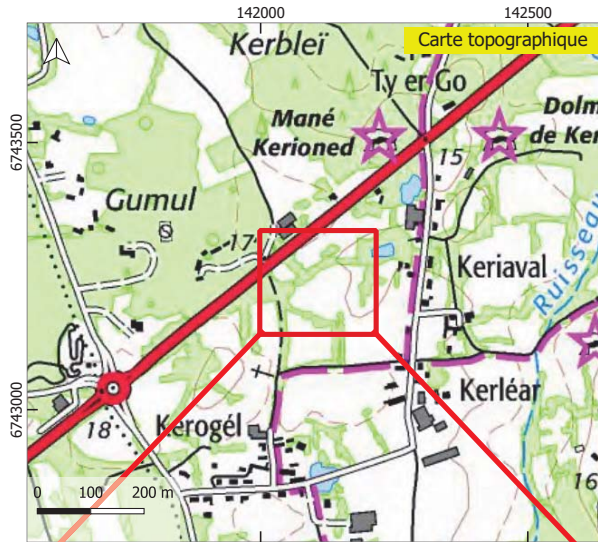 142000
142500
Carte topographique
Kerbleï
Ty er Go
Mané
Kerioned
Dolm
de Ker
15
6743500
Gumul
17
Keriaval
Ruisseau
6743000
Kerléar
18
Kerogél
16
0 100 200 m